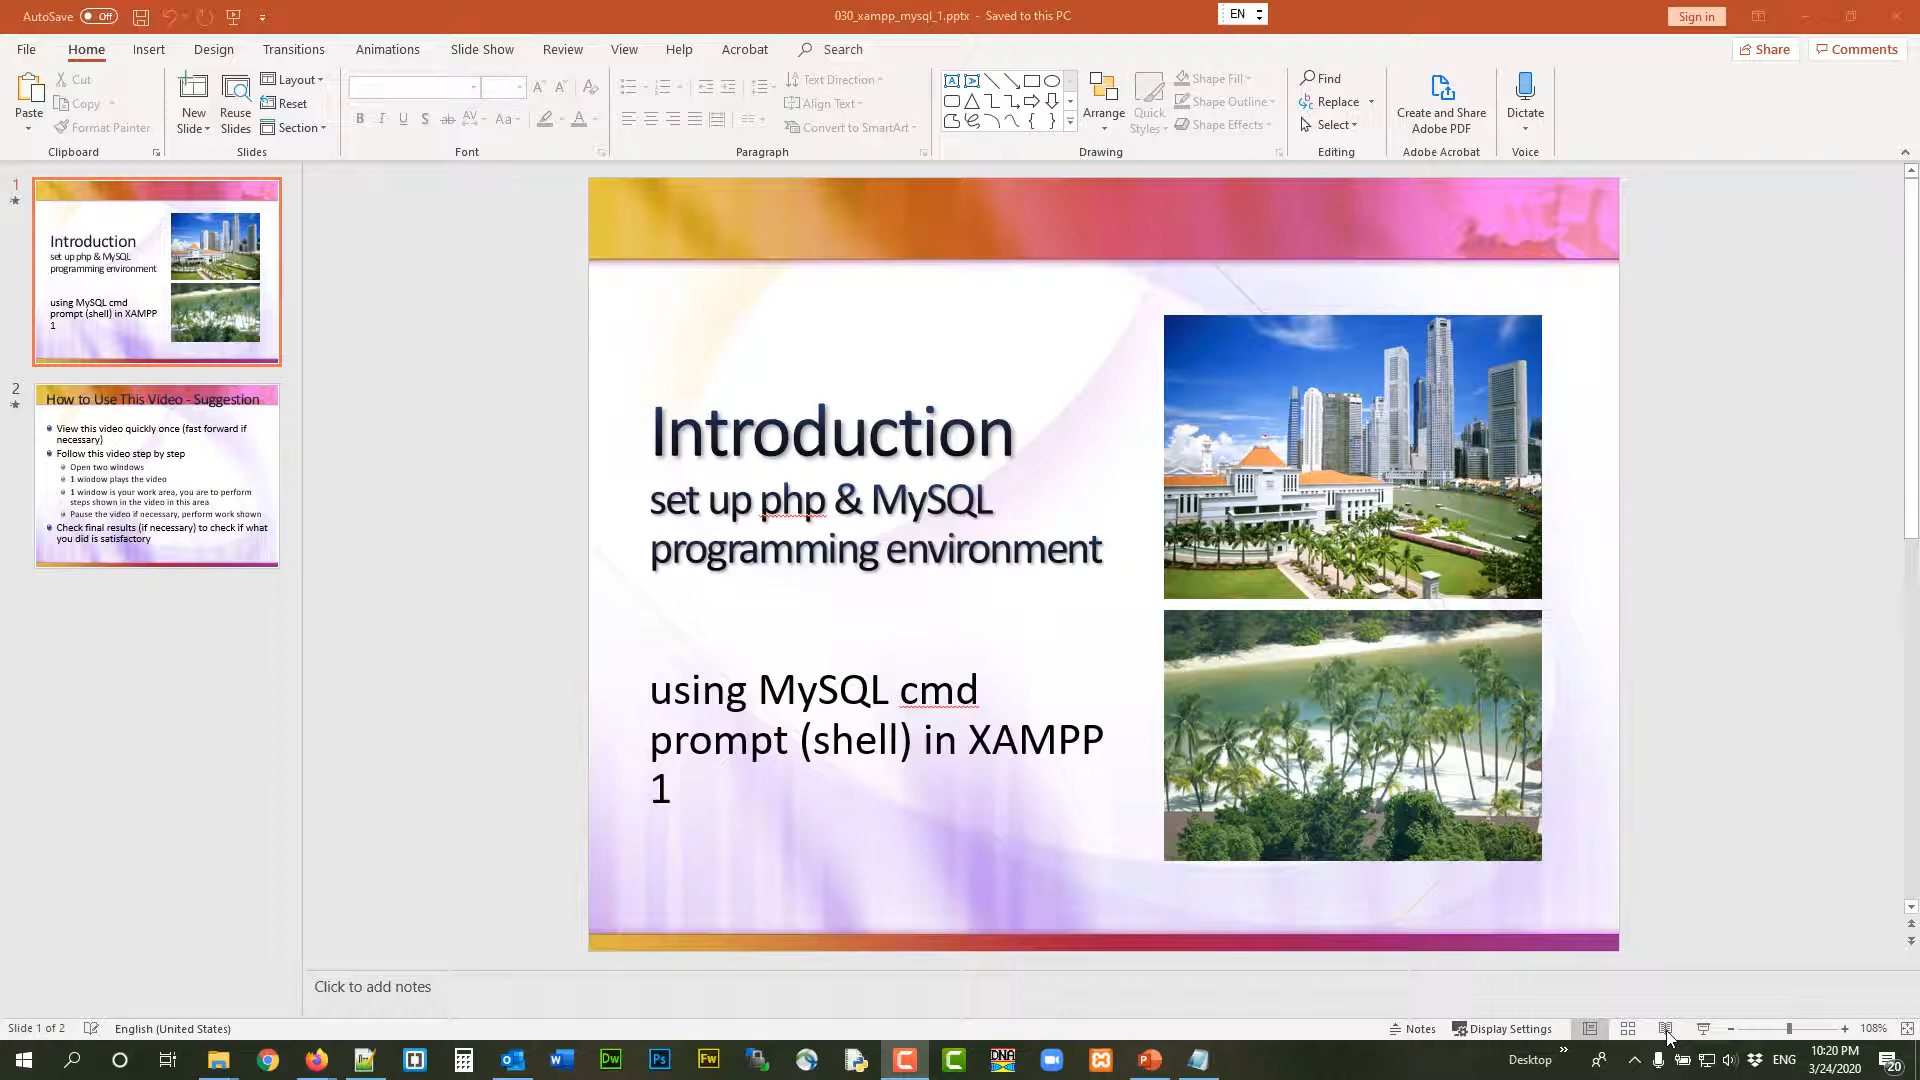 AutoSave Off
030_xampp_mysql_1.pptx - Saved to this PC
EN
Sign in
File Home Insert Design Transitions Animations Slide Show Review View Help Acrobat Search
Share Comments
Paste
Cut
Copy
Format Painter
Clipboard
New Slide
Reuse Slides
Layout
Reset
Section
Slides
B I U S ab AV Aa A
Font
Text Direction
Align Text
Convert to SmartArt
Paragraph
Arrange
Quick Styles
Shape Fill
Shape Outline
Shape Effects
Drawing
Find
Replace
Select
Editing
Create and Share
Adobe PDF
Adobe Acrobat
Dictate
Voice
1
Introduction
set up php & MySQL
programming environment
using MySQL cmd
prompt (shell) in XAMPP
1
2
How to Use This Video - Suggestion
View this video quickly once (fast forward if
necessary)
Follow this video step by step
Open two windows
1 window plays the video
1 window is your work area, you are to perform
steps shown in the video in this area
Pause the video if necessary, perform work shown
Check final results (if necessary) to check if what
you did is satisfactory
Introduction
set up php & MySQL
programming environment
using MySQL cmd
prompt (shell) in XAMPP
1
Click to add notes
Slide 1 of 2 English (United States)
Notes Display Settings 108%
Dw Ps Fw
DNA
Desktop
ENG
10:20 PM
3/24/2020
20